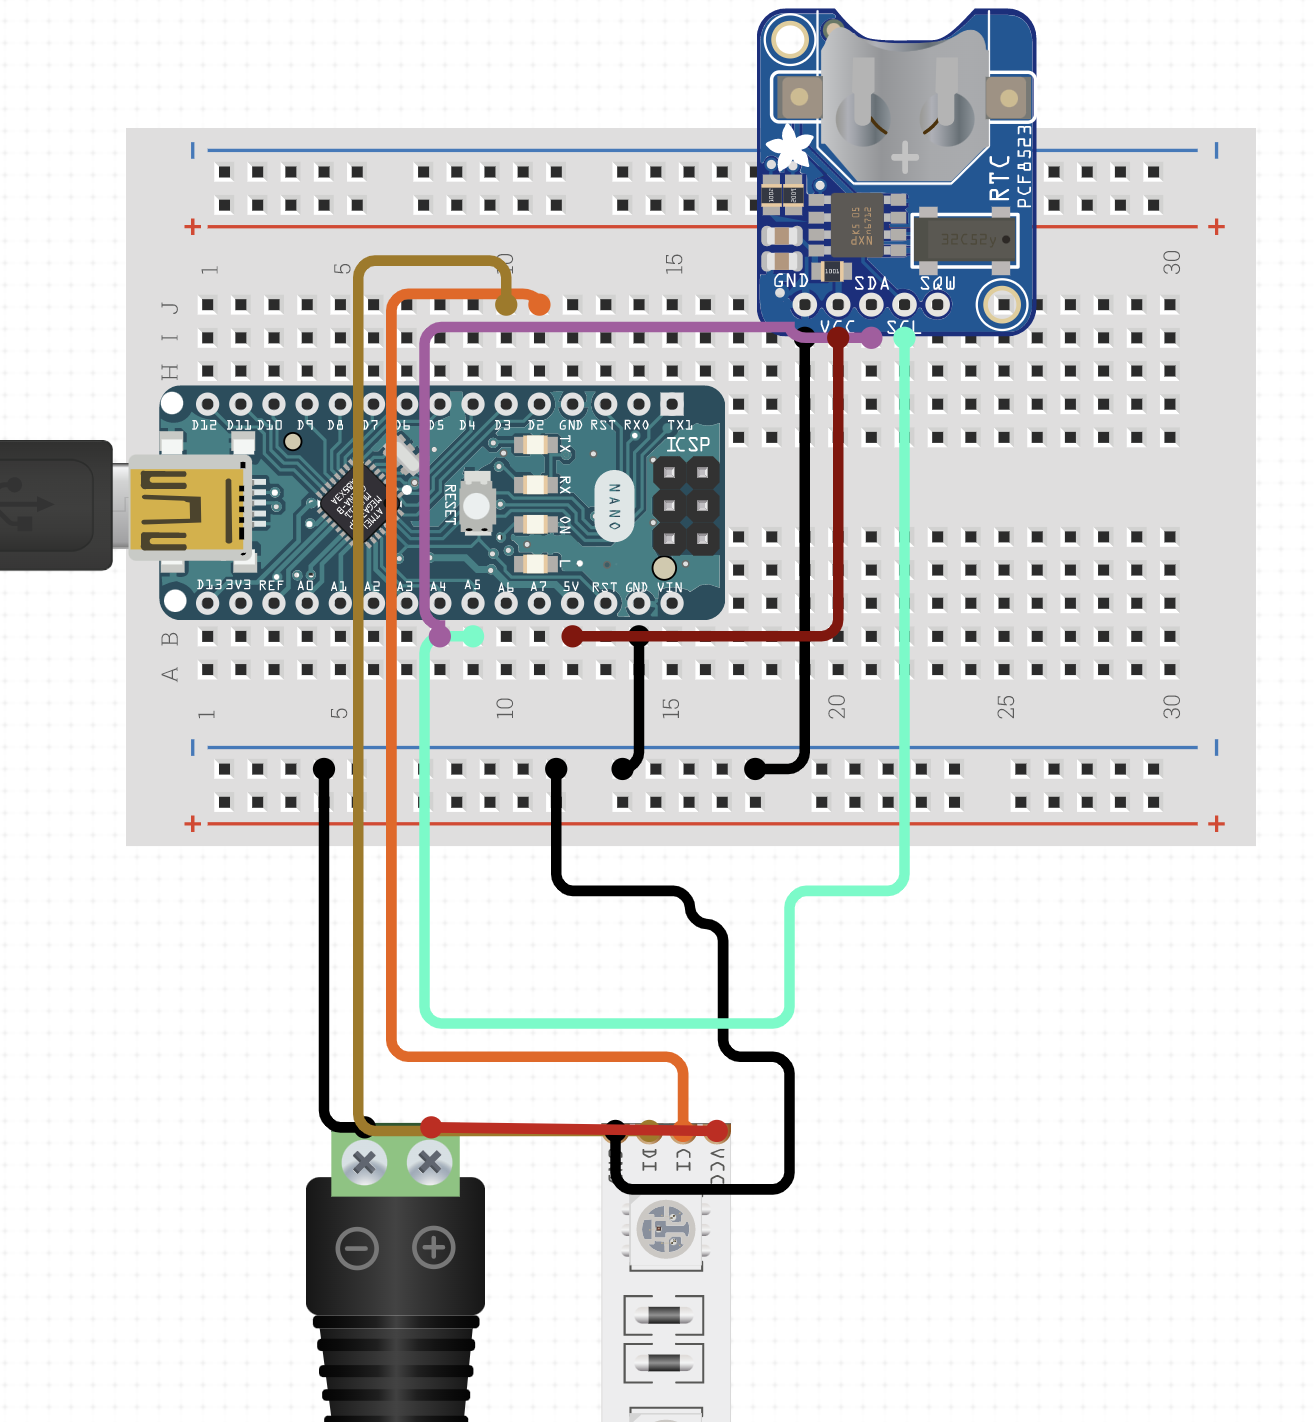 RTC
PCF8523
32C52y
GND SDA SQW
VCC SCL
1 5 10 15 30
J
I
H
D12 D11 D10 D9 D8 D7 D6 D5 D4 D3 D2 GND RST RX0 TX1
ICSP
TX
RX
ON
L
RESET
NANO
D13 3V3 REF A0 A1 A2 A3 A4 A5 A6 A7 5V RST GND VIN
B
A
1 5 10 15 20 25 30
DI CI VCC